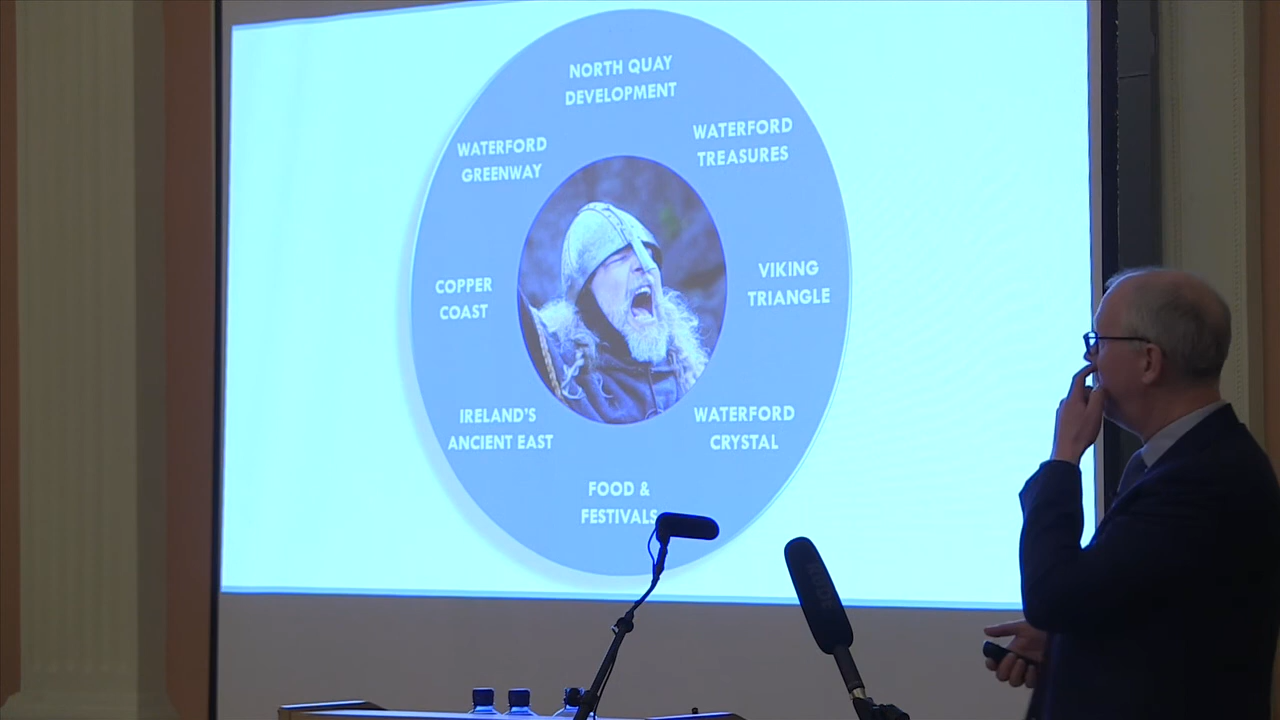 NORTH QUAY
DEVELOPMENT
WATERFORD
TREASURES
WATERFORD
GREENWAY
VIKING
TRIANGLE
COPPER
COAST
WATERFORD
CRYSTAL
IRELAND'S
ANCIENT EAST
FOOD &
FESTIVALS